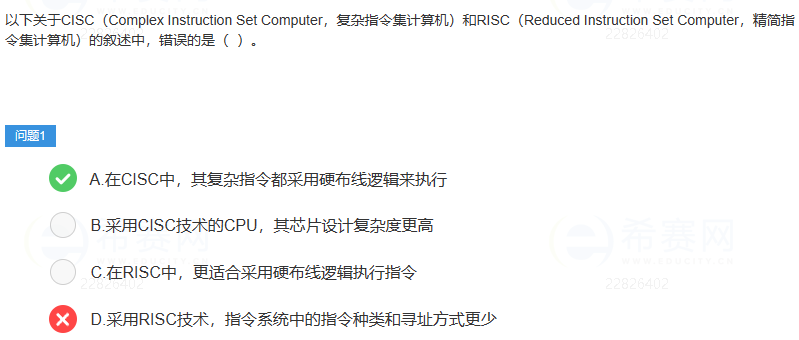 以下关于CISC（Complex Instruction Set Computer，复杂指令集计算机）和RISC（Reduced Instruction Set Computer，精简指
令集计算机）的叙述中，错误的是（ ）。
问题1
A.在CISC中，其复杂指令都采用硬布线逻辑来执行
B.采用CISC技术的CPU，其芯片设计复杂度更高
C.在RISC中，更适合采用硬布线逻辑执行指令
D.采用RISC技术，指令系统中的指令种类和寻址方式更少
希赛网
WWW.EDUCITY.CN
22826402
希赛网
WWW.EDUCITY.CN
22826402
22826402